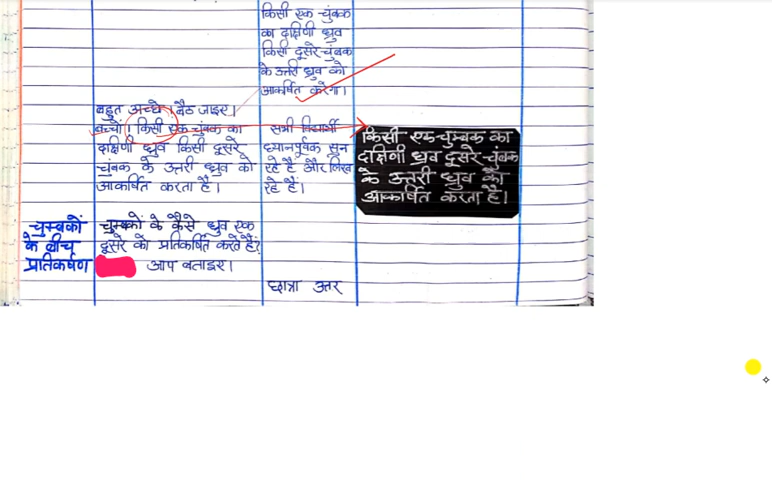 किसी एक चुंबक
का दक्षिणी ध्रुव
किसी दूसरे चुंबक
के उत्तरी ध्रुव को
आकर्षित करेगा।
बहुत अच्छे। बैठ जाइए।
बच्चों। किसी एक चुंबक का
दक्षिणी ध्रुव किसी दूसरे
चुंबक के उत्तरी ध्रुव को
आकर्षित करता है।
सभी विद्यार्थी
ध्यानपूर्वक सुन
रहे हैं और लिख
रहे हैं।
किसी एक चुम्बक का
दक्षिणी ध्रुव दूसरे चुंबक
के उत्तरी ध्रुव को
आकर्षित करता है।
चुम्बकों
के बीच
प्रतिकर्षण
चुम्बकों के कैसे ध्रुव एक
दूसरे को प्रतिकर्षित करते हैं?
आप बताइए।
छात्रा उत्तर